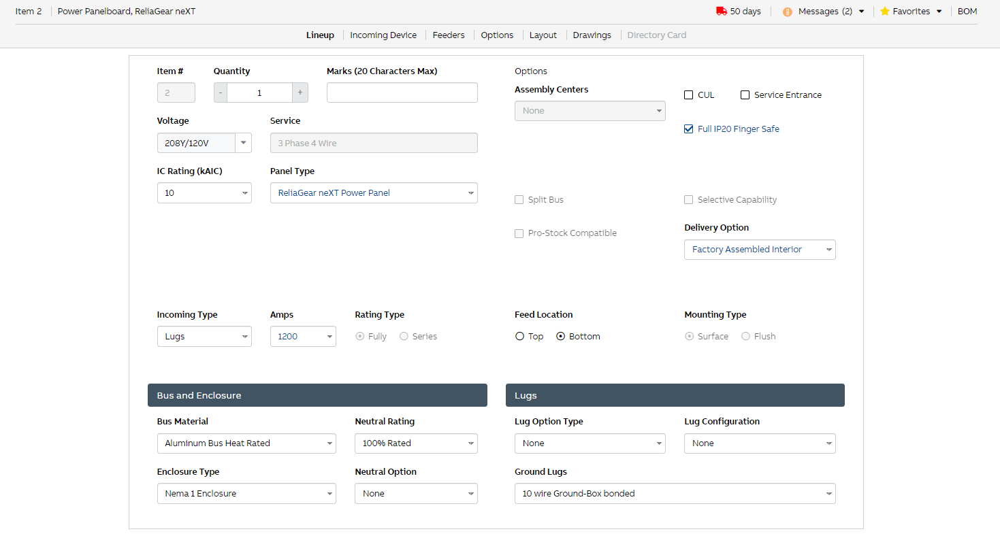 Item 2 Power Panelboard, ReliaGear neXT 50 days Messages (2) Favorites BOM
Lineup Incoming Device Feeders Options Layout Drawings Directory Card
Item # Quantity Marks (20 Characters Max) Options
Assembly Centers
2 - 1 + CUL Service Entrance
None
Voltage Service
Full IP20 Finger Safe
208Y/120V 3 Phase 4 Wire
IC Rating (kAIC) Panel Type
10 ReliaGear neXT Power Panel
Split Bus Selective Capability
Delivery Option
Pro-Stock Compatible
Factory Assembled Interior
Incoming Type Amps Rating Type Feed Location Mounting Type
Lugs 1200 Fully Series Top Bottom Surface Flush
Bus and Enclosure Lugs
Bus Material Neutral Rating Lug Option Type Lug Configuration
Aluminum Bus Heat Rated 100% Rated None None
Enclosure Type Neutral Option Ground Lugs
Nema 1 Enclosure None 10 wire Ground-Box bonded